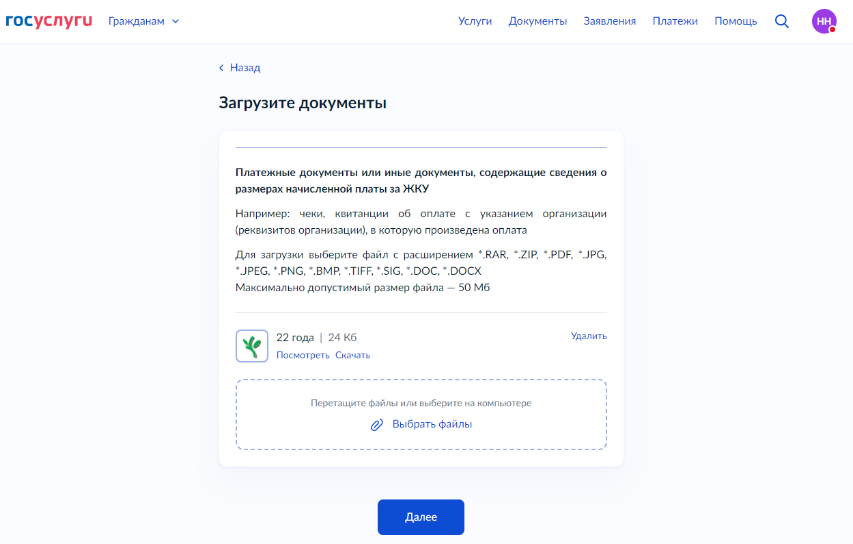 госуслуги Гражданам Услуги Документы Заявления Платежи Помощь НН
Назад
Загрузите документы
Платежные документы или иные документы, содержащие сведения о
размерах начисленной платы за ЖКУ
Например: чеки, квитанции об оплате с указанием организации
(реквизитов организации), в которую произведена оплата
Для загрузки выберите файл с расширением *.RAR, *.ZIP, *.PDF, *.JPG,
*.JPEG, *.PNG, *.BMP, *.TIFF, *.SIG, *.DOC, *.DOCX
Максимально допустимый размер файла — 50 Мб
22 года | 24 Кб Удалить
Посмотреть Скачать
Перетащите файлы или выберите на компьютере
Выбрать файлы
Далее